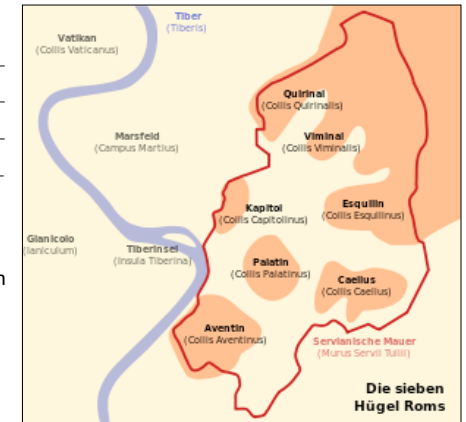 Tiber
(Tiberis)
Vatikan
(Collis Vaticanus)
Quirinal
(Collis Quirinalis)
Marsfeld
(Campus Martius)
Viminal
(Collis Viminalis)
Kapitol
(Collis Capitolinus)
Esquilin
(Collis Esquilinus)
Gianicolo
(Ianiculum)
Tiberinsel
(Insula Tiberina)
Palatin
(Collis Palatinus)
Caelius
(Collis Caelius)
Aventin
(Collis Aventinus)
Servianische Mauer
(Murus Servii Tullii)
Die sieben
Hügel Roms